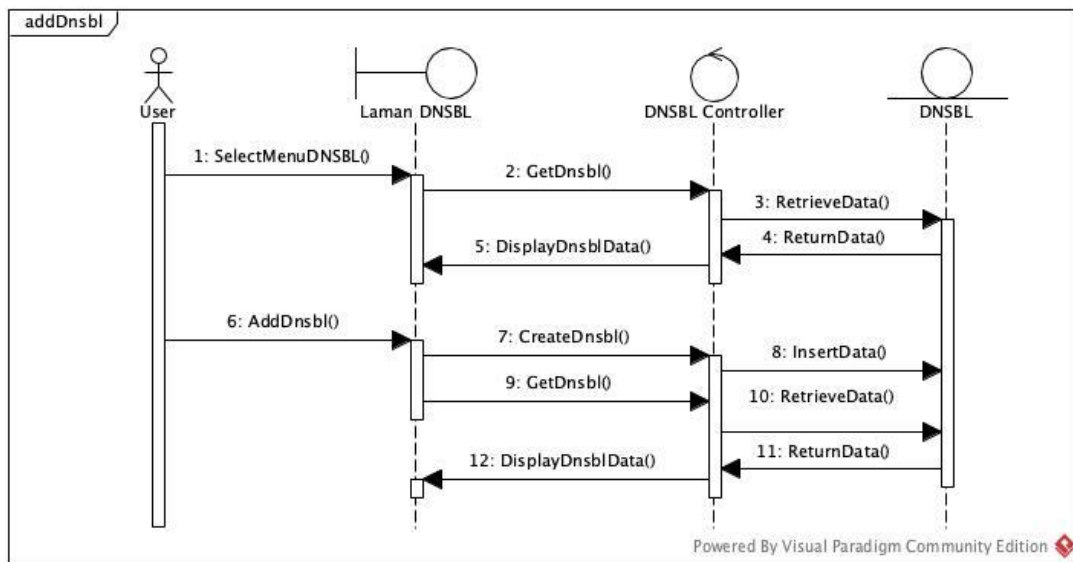 addDnsbl
User
Laman DNSBL
DNSBL Controller
DNSBL
1: SelectMenuDNSBL()
2: GetDnsbl()
3: RetrieveData()
4: ReturnData()
5: DisplayDnsblData()
6: AddDnsbl()
7: CreateDnsbl()
8: InsertData()
9: GetDnsbl()
10: RetrieveData()
11: ReturnData()
12: DisplayDnsblData()
Powered By Visual Paradigm Community Edition